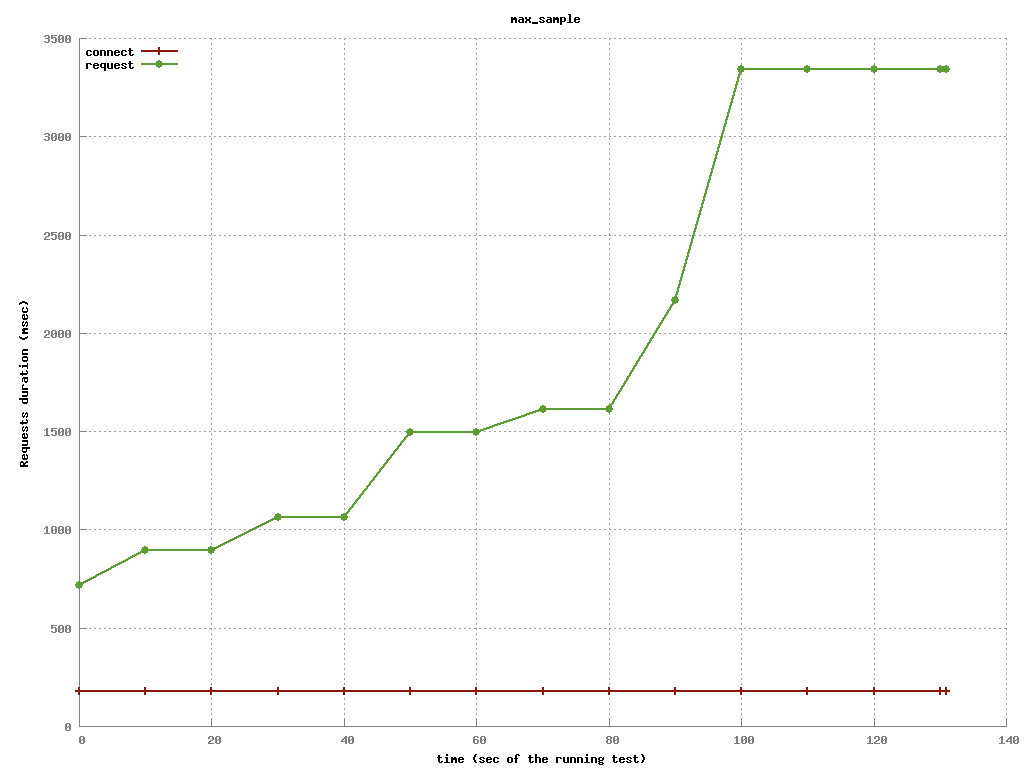 max_sample
connect
request
3500
3000
2500
2000
1500
1000
500
0
Requests duration (msec)
0 20 40 60 80 100 120 140
time (sec of the running test)